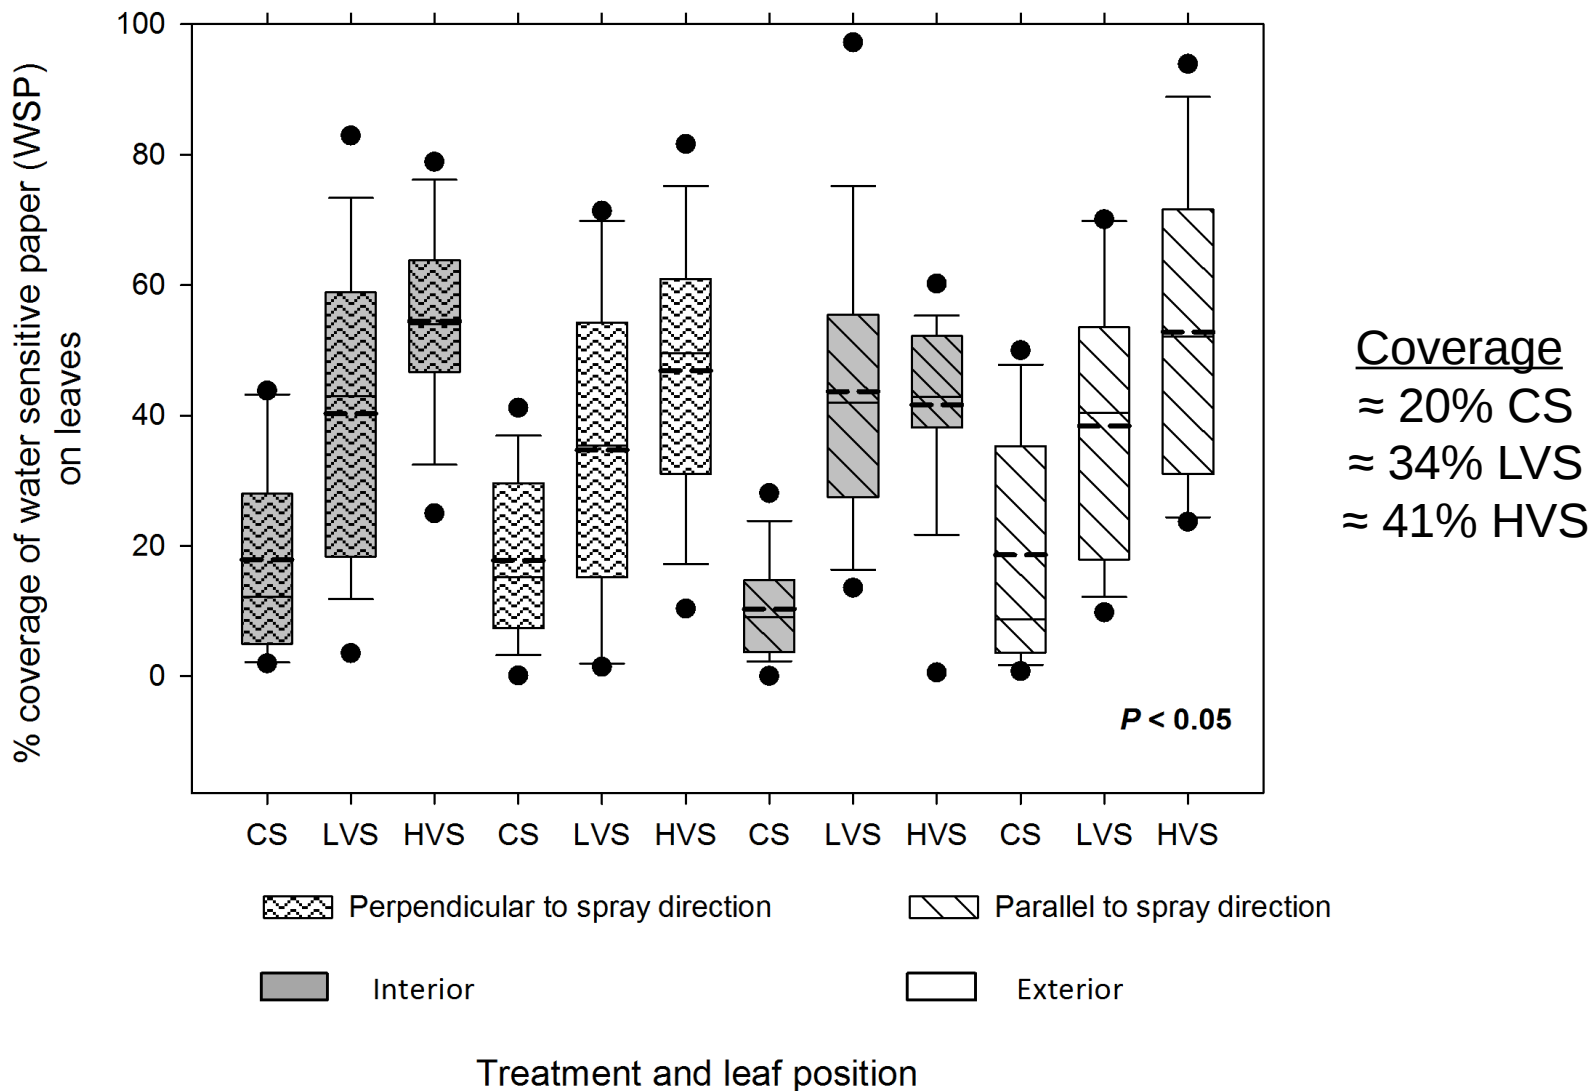 % coverage of water sensitive paper (WSP)
on leaves
100
80
60
40
20
0
P < 0.05
CS LVS HVS CS LVS HVS CS LVS HVS CS LVS HVS
Perpendicular to spray direction
Parallel to spray direction
Interior
Exterior
Treatment and leaf position
Coverage
≈ 20% CS
≈ 34% LVS
≈ 41% HVS